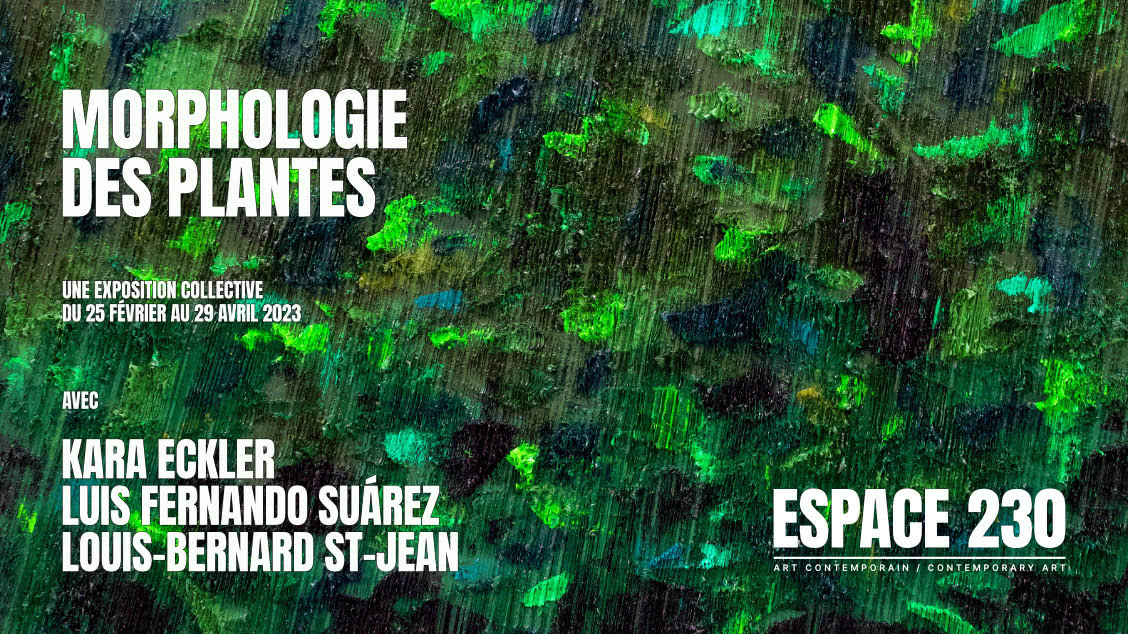 MORPHOLOGIE
DES PLANTES
UNE EXPOSITION COLLECTIVE
DU 25 FÉVRIER AU 29 AVRIL 2023
AVEC
KARA ECKLER
LUIS FERNANDO SUÁREZ
LOUIS-BERNARD ST-JEAN
ESPACE 230
ART CONTEMPORAIN / CONTEMPORARY ART